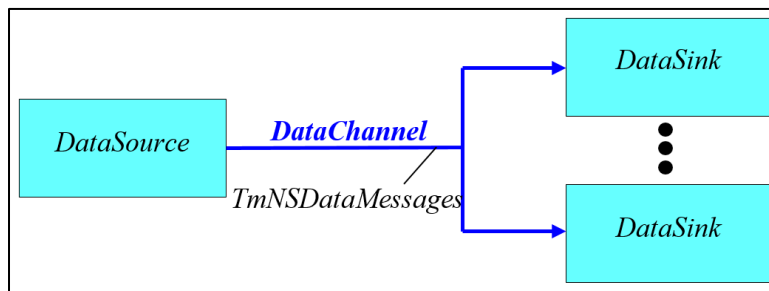 DataSink
DataChannel
DataSource
TmNSDataMessages
DataSink